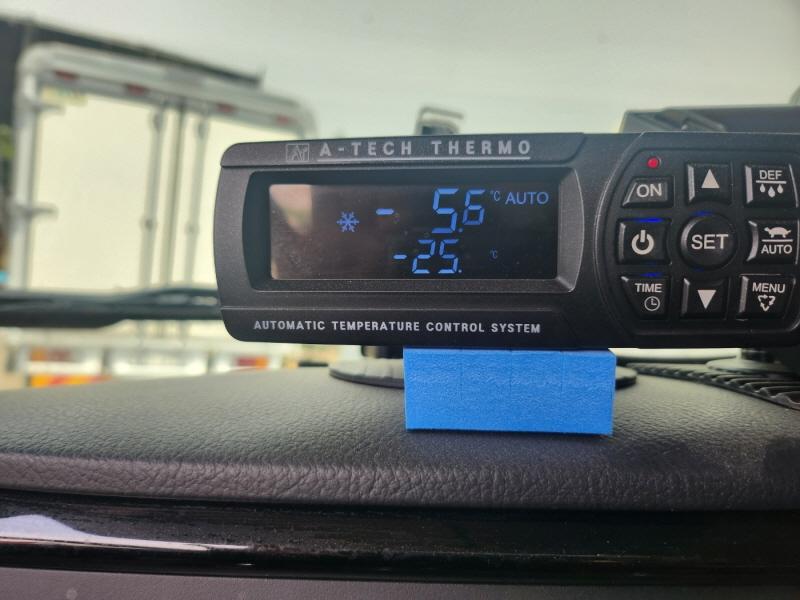 A-TECH THERMO
- 5.6 °C AUTO
-25. °C
AUTOMATIC TEMPERATURE CONTROL SYSTEM
ON
DEF
SET
AUTO
TIME
MENU